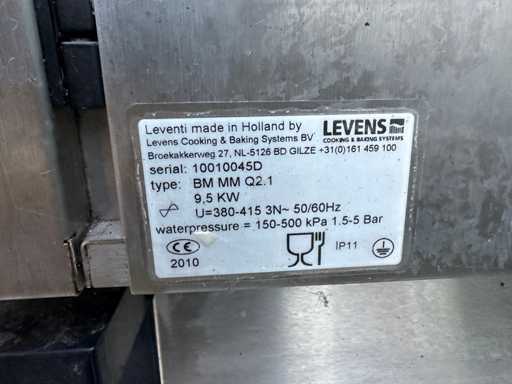 Leventi made in Holland by
Levens Cooking & Baking Systems BV
Broekakkerweg 27, NL-5126 BD GILZE +31(0)161 459 100
LEVENS
COOKING & BAKING SYSTEMS
serial: 10010045D
type: BM MM Q2.1
9,5 KW
U=380-415 3N~ 50/60Hz
waterpressure = 150-500 kPa 1.5-5 Bar
CE
2010
IP11